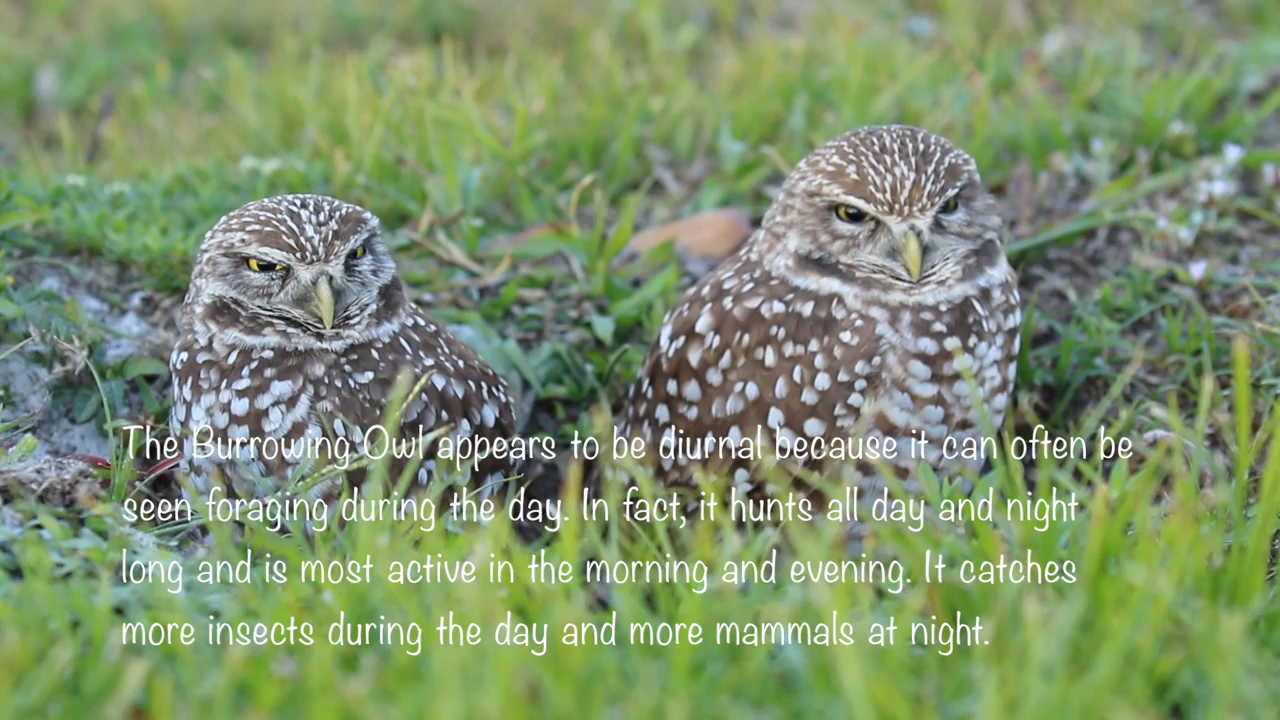 The Burrowing Owl appears to be diurnal because it can often be
seen foraging during the day. In fact, it hunts all day and night
long and is most active in the morning and evening. It catches
more insects during the day and more mammals at night.